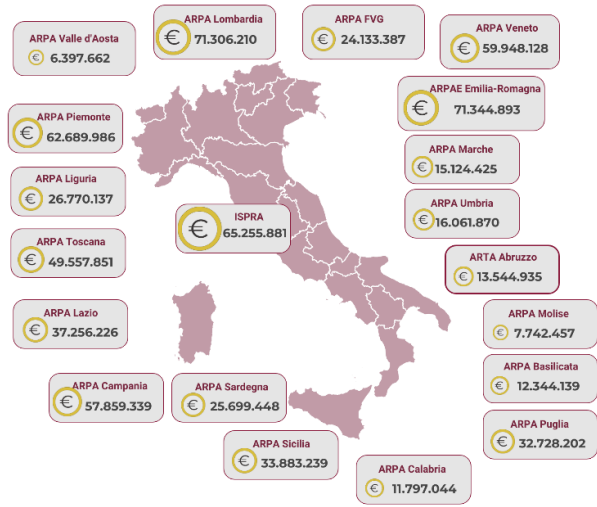 ARPA Valle d'Aosta
€ 6.397.662
ARPA Lombardia
€ 71.306.210
ARPA FVG
€ 24.133.387
ARPA Veneto
€ 59.948.128
ARPAE Emilia-Romagna
€ 71.344.893
ARPA Piemonte
€ 62.689.986
ARPA Marche
€ 15.124.425
ARPA Liguria
€ 26.770.137
ARPA Umbria
€ 16.061.870
ISPRA
€ 65.255.881
ARPA Toscana
€ 49.557.851
ARTA Abruzzo
€ 13.544.935
ARPA Lazio
€ 37.256.226
ARPA Molise
€ 7.742.457
ARPA Basilicata
€ 12.344.139
ARPA Campania
€ 57.859.339
ARPA Sardegna
€ 25.699.448
ARPA Puglia
€ 32.728.202
ARPA Sicilia
€ 33.883.239
ARPA Calabria
€ 11.797.044